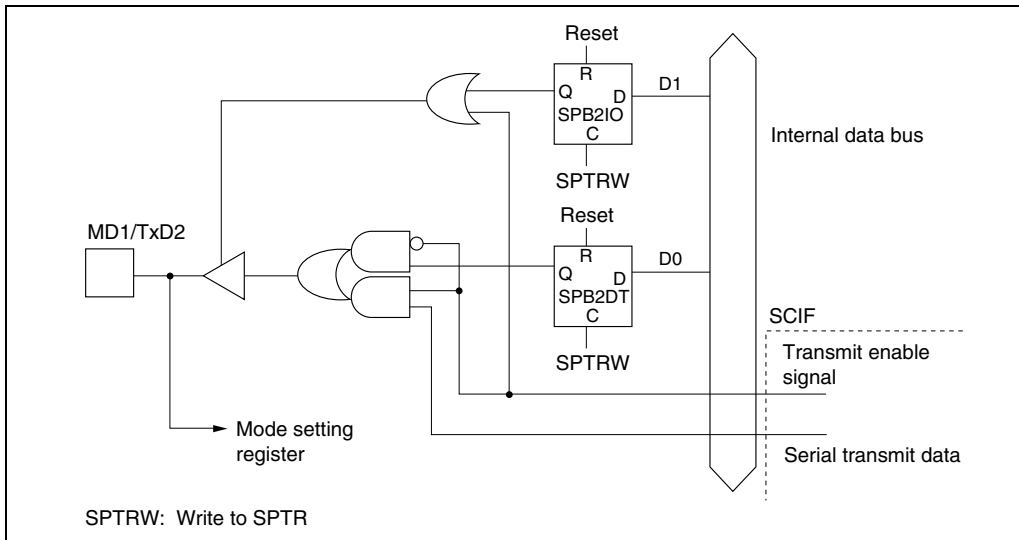 Reset
R
Q
D
D1
SPB2IO
C
Internal data bus
SPTRW
Reset
MD1/TxD2
R
D0
Q
D
SPB2DT
C
SCIF
SPTRW
Transmit enable
signal
Mode setting
register
Serial transmit data
SPTRW: Write to SPTR